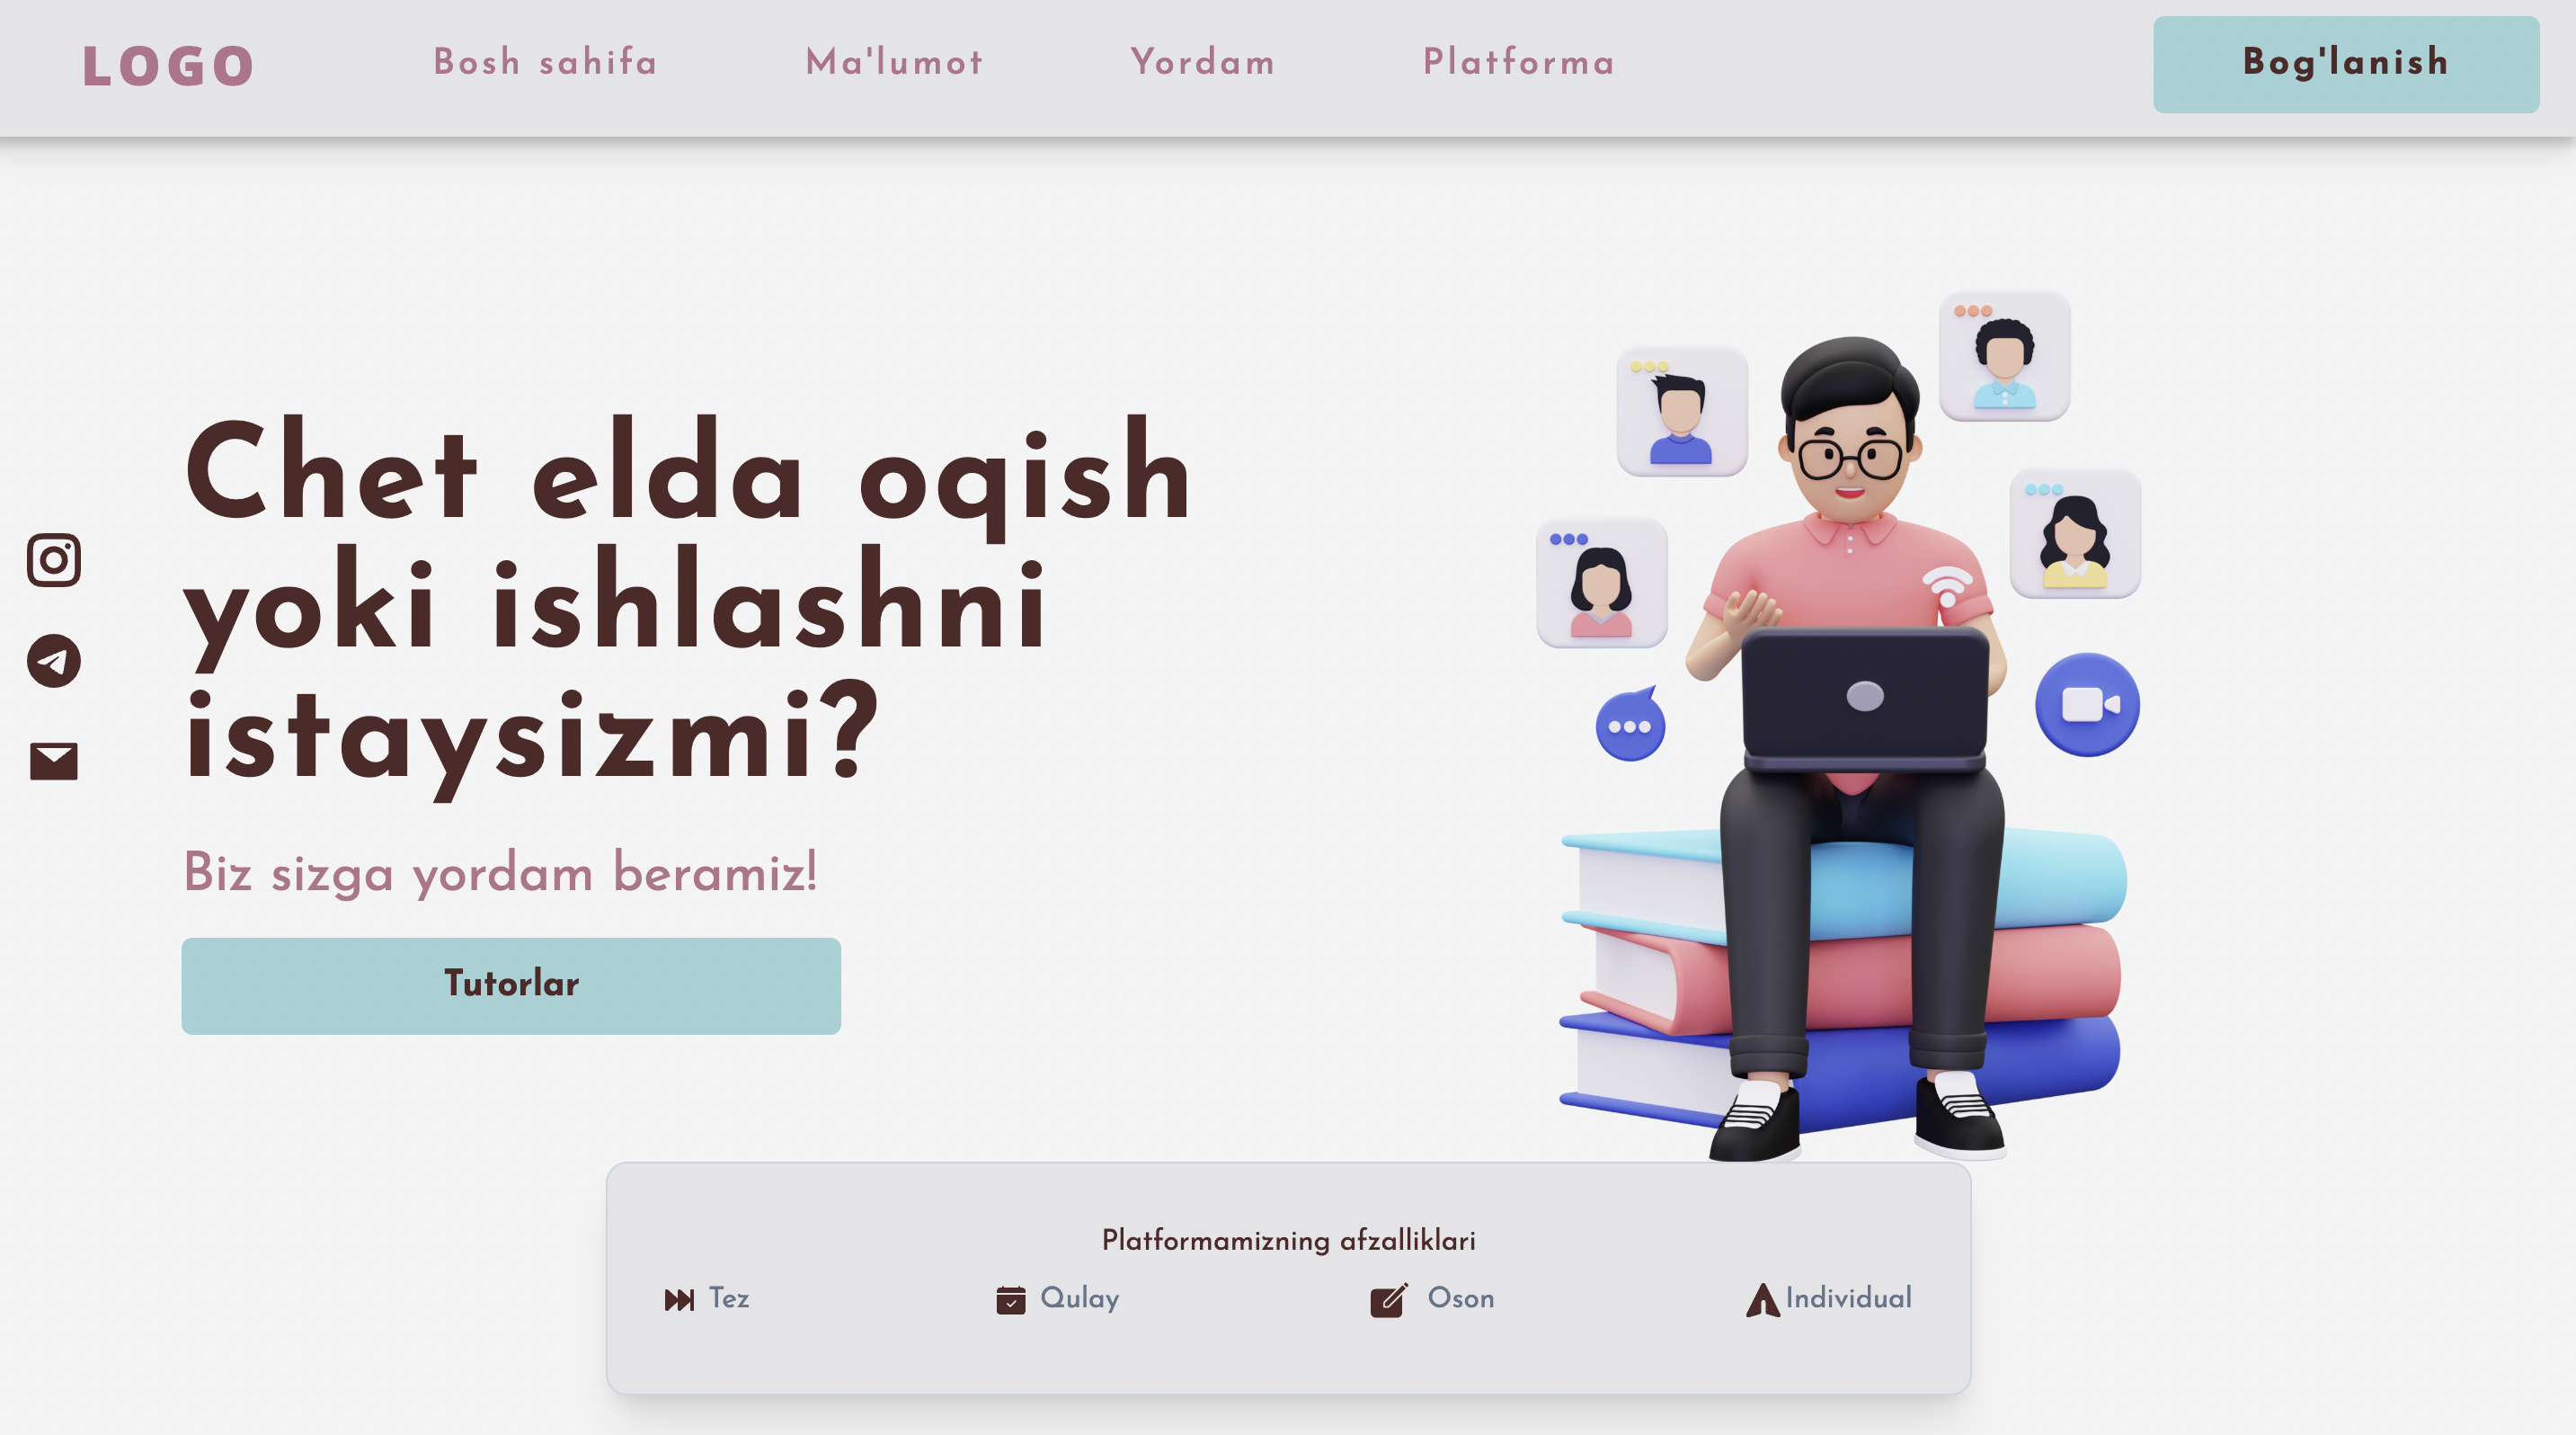 LOGO
Bosh sahifa
Ma'lumot
Yordam
Platforma
Bog'lanish
Chet elda oqish
yoki ishlashni
istaysizmi?
Biz sizga yordam beramiz!
Tutorlar
Platformamizning afzalliklari
Tez
Qulay
Oson
Individual